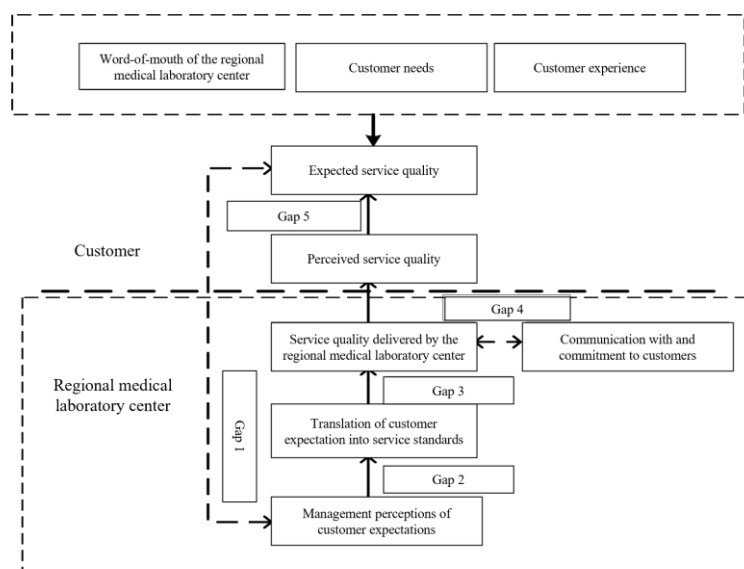 Word-of-mouth of the regional
medical laboratory center
Customer needs
Customer experience
Expected service quality
Gap 5
Customer
Perceived service quality
Gap 4
Service quality delivered by the
regional medical laboratory center
Communication with and
commitment to customers
Regional medical
laboratory center
Gap 1
Gap 3
Translation of customer
expectation into service standards
Gap 2
Management perceptions of
customer expectations